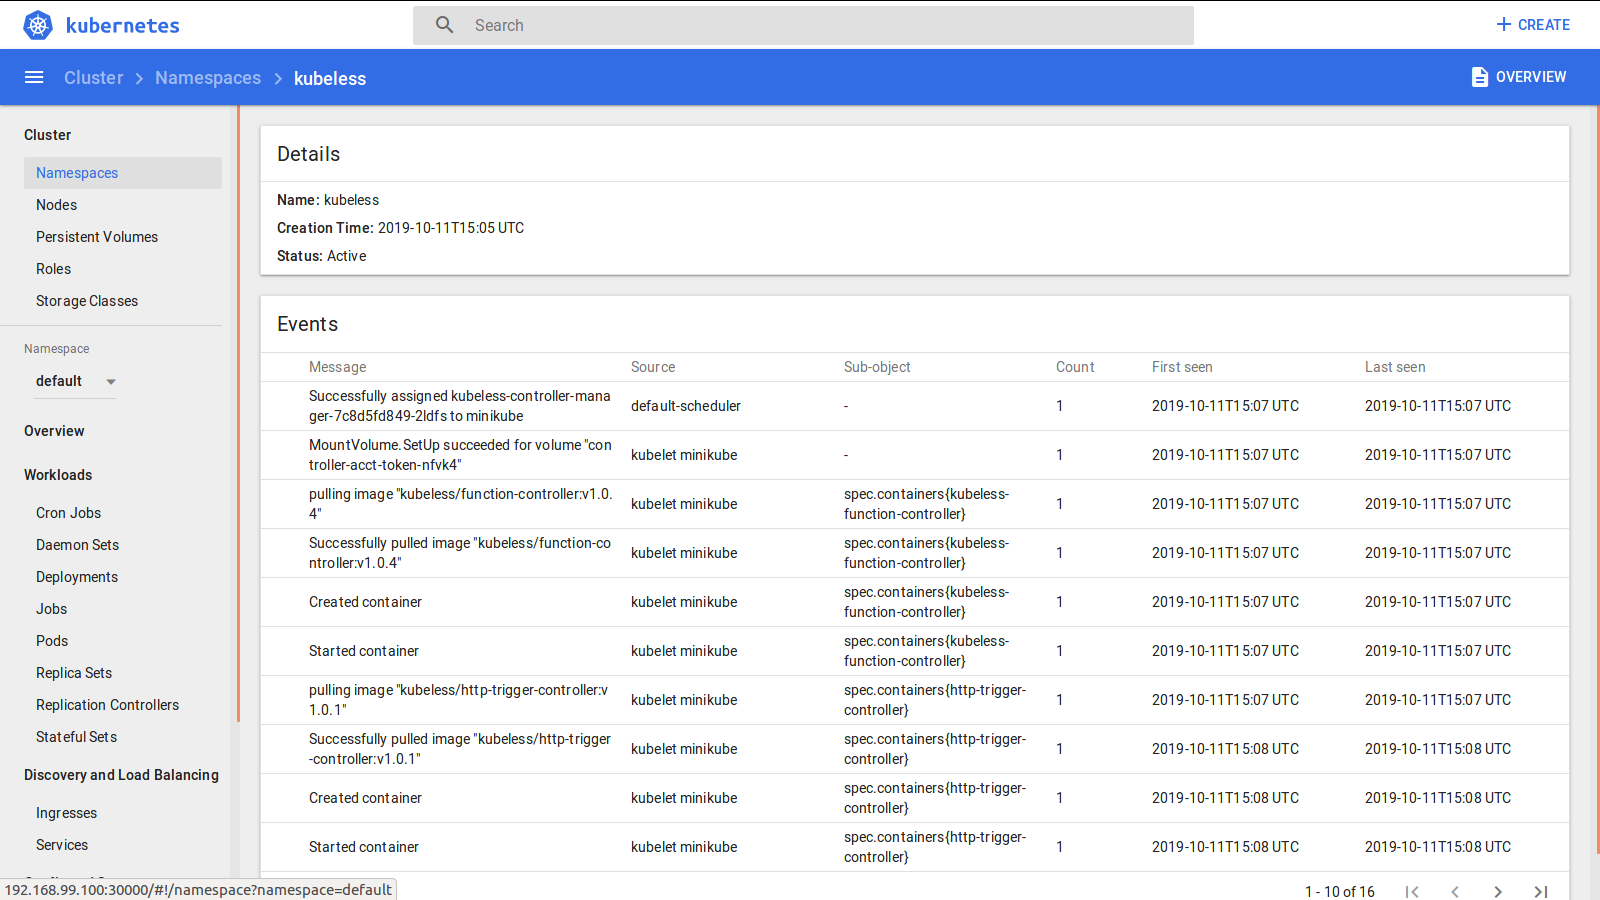 kubernetes
Search
CREATE
Cluster
Namespaces
kubeless
OVERVIEW
Cluster
Namespaces
Nodes
Persistent Volumes
Roles
Storage Classes
Namespace
default
Overview
Workloads
Cron Jobs
Daemon Sets
Deployments
Jobs
Pods
Replica Sets
Replication Controllers
Stateful Sets
Discovery and Load Balancing
Ingresses
Services
192.168.99.100:30000/#!/namespace?namespace=default
Details
Name: kubeless
Creation Time: 2019-10-11T15:05 UTC
Status: Active
Events
Message Source Sub-object Count First seen Last seen
Successfully assigned kubeless-controller-mana
ger-7c8d5fd849-2ldfs to minikube
default-scheduler - 1 2019-10-11T15:07 UTC 2019-10-11T15:07 UTC
MountVolume.SetUp succeeded for volume "con
troller-acct-token-nfvk4"
kubelet minikube - 1 2019-10-11T15:07 UTC 2019-10-11T15:07 UTC
pulling image "kubeless/function-controller:v1.0.
4"
kubelet minikube
spec.containers{kubeless-
function-controller}
1 2019-10-11T15:07 UTC 2019-10-11T15:07 UTC
Successfully pulled image "kubeless/function-co
ntroller:v1.0.4"
kubelet minikube
spec.containers{kubeless-
function-controller}
1 2019-10-11T15:07 UTC 2019-10-11T15:07 UTC
Created container
kubelet minikube
spec.containers{kubeless-
function-controller}
1 2019-10-11T15:07 UTC 2019-10-11T15:07 UTC
Started container
kubelet minikube
spec.containers{kubeless-
function-controller}
1 2019-10-11T15:07 UTC 2019-10-11T15:07 UTC
pulling image "kubeless/http-trigger-controller:v
1.0.1"
kubelet minikube
spec.containers{http-trigger-
controller}
1 2019-10-11T15:07 UTC 2019-10-11T15:07 UTC
Successfully pulled image "kubeless/http-trigger
-controller:v1.0.1"
kubelet minikube
spec.containers{http-trigger-
controller}
1 2019-10-11T15:08 UTC 2019-10-11T15:08 UTC
Created container
kubelet minikube
spec.containers{http-trigger-
controller}
1 2019-10-11T15:08 UTC 2019-10-11T15:08 UTC
Started container
kubelet minikube
spec.containers{http-trigger-
controller}
1 2019-10-11T15:08 UTC 2019-10-11T15:08 UTC
1 - 10 of 16